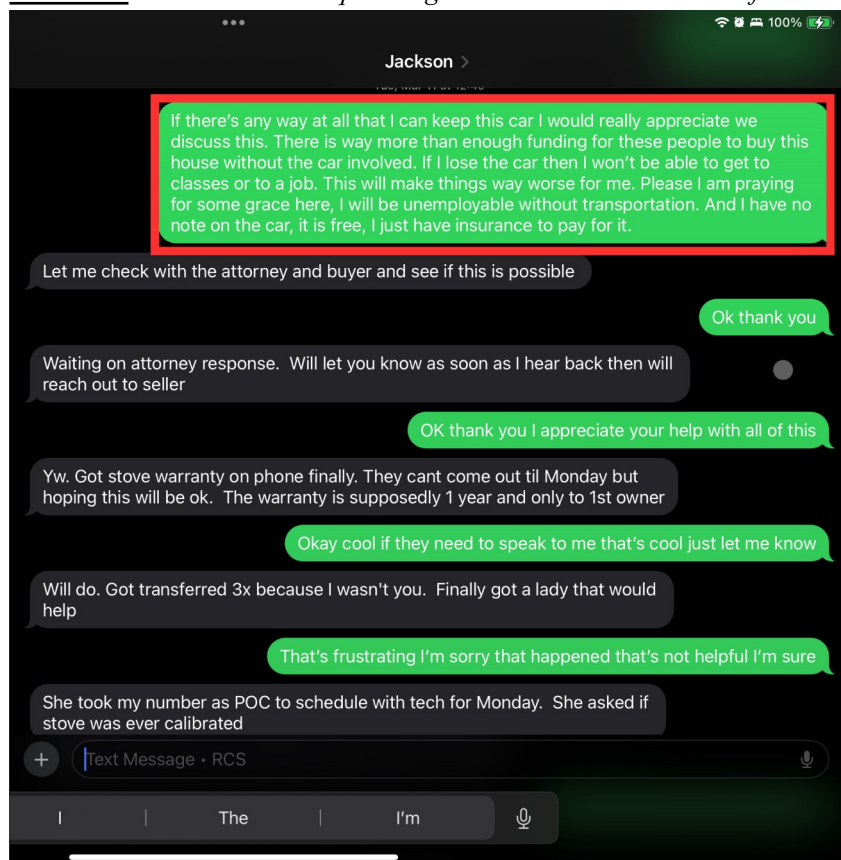 100%
Jackson >
If there's any way at all that I can keep this car I would really appreciate we
discuss this. There is way more than enough funding for these people to buy this
house without the car involved. If I lose the car then I won't be able to get to
classes or to a job. This will make things way worse for me. Please I am praying
for some grace here, I will be unemployable without transportation. And I have no
note on the car, it is free, I just have insurance to pay for it.
Let me check with the attorney and buyer and see if this is possible
Ok thank you
Waiting on attorney response.  Will let you know as soon as I hear back then will
reach out to seller
OK thank you I appreciate your help with all of this
Yw. Got stove warranty on phone finally. They cant come out til Monday but
hoping this will be ok.  The warranty is supposedly 1 year and only to 1st owner
Okay cool if they need to speak to me that's cool just let me know
Will do. Got transferred 3x because I wasn't you.  Finally got a lady that would
help
That's frustrating I'm sorry that happened that's not helpful I'm sure
She took my number as POC to schedule with tech for Monday.  She asked if
stove was ever calibrated
Text Message • RCS
I The I'm